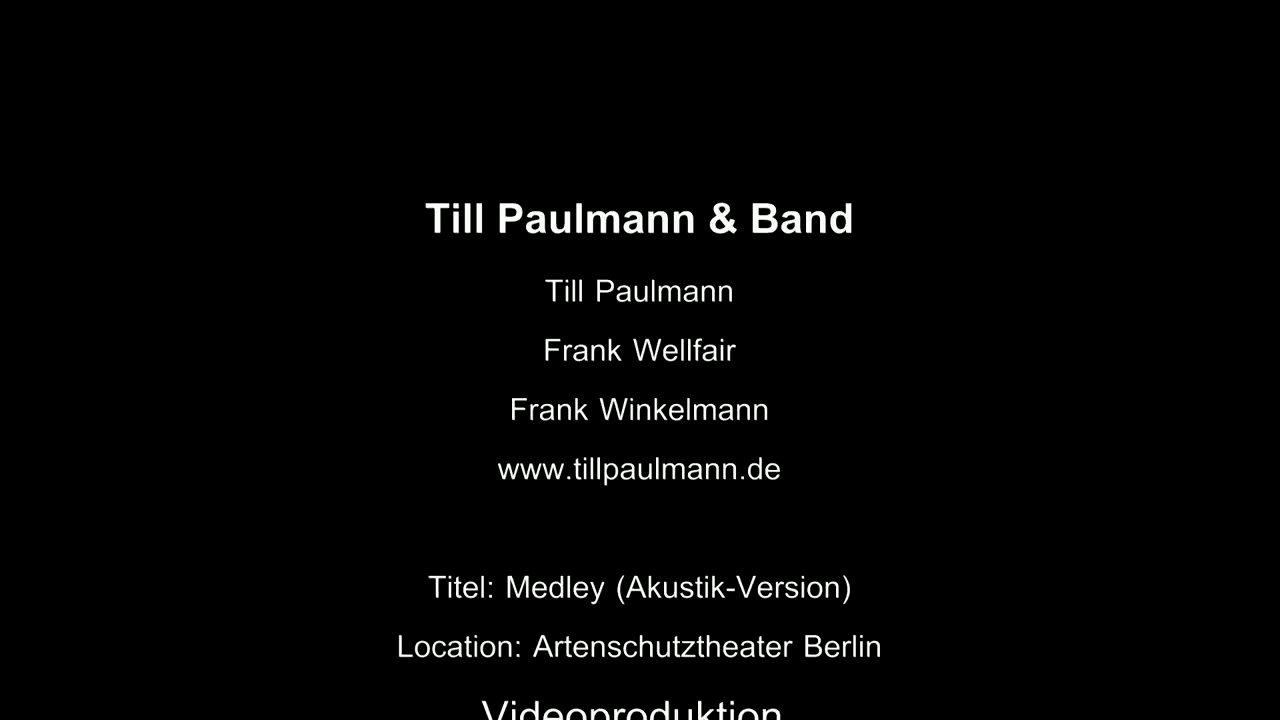 Till Paulmann & Band
Till Paulmann
Frank Wellfair
Frank Winkelmann
www.tillpaulmann.de
Titel: Medley (Akustik-Version)
Location: Artenschutztheater Berlin
Videoproduktion